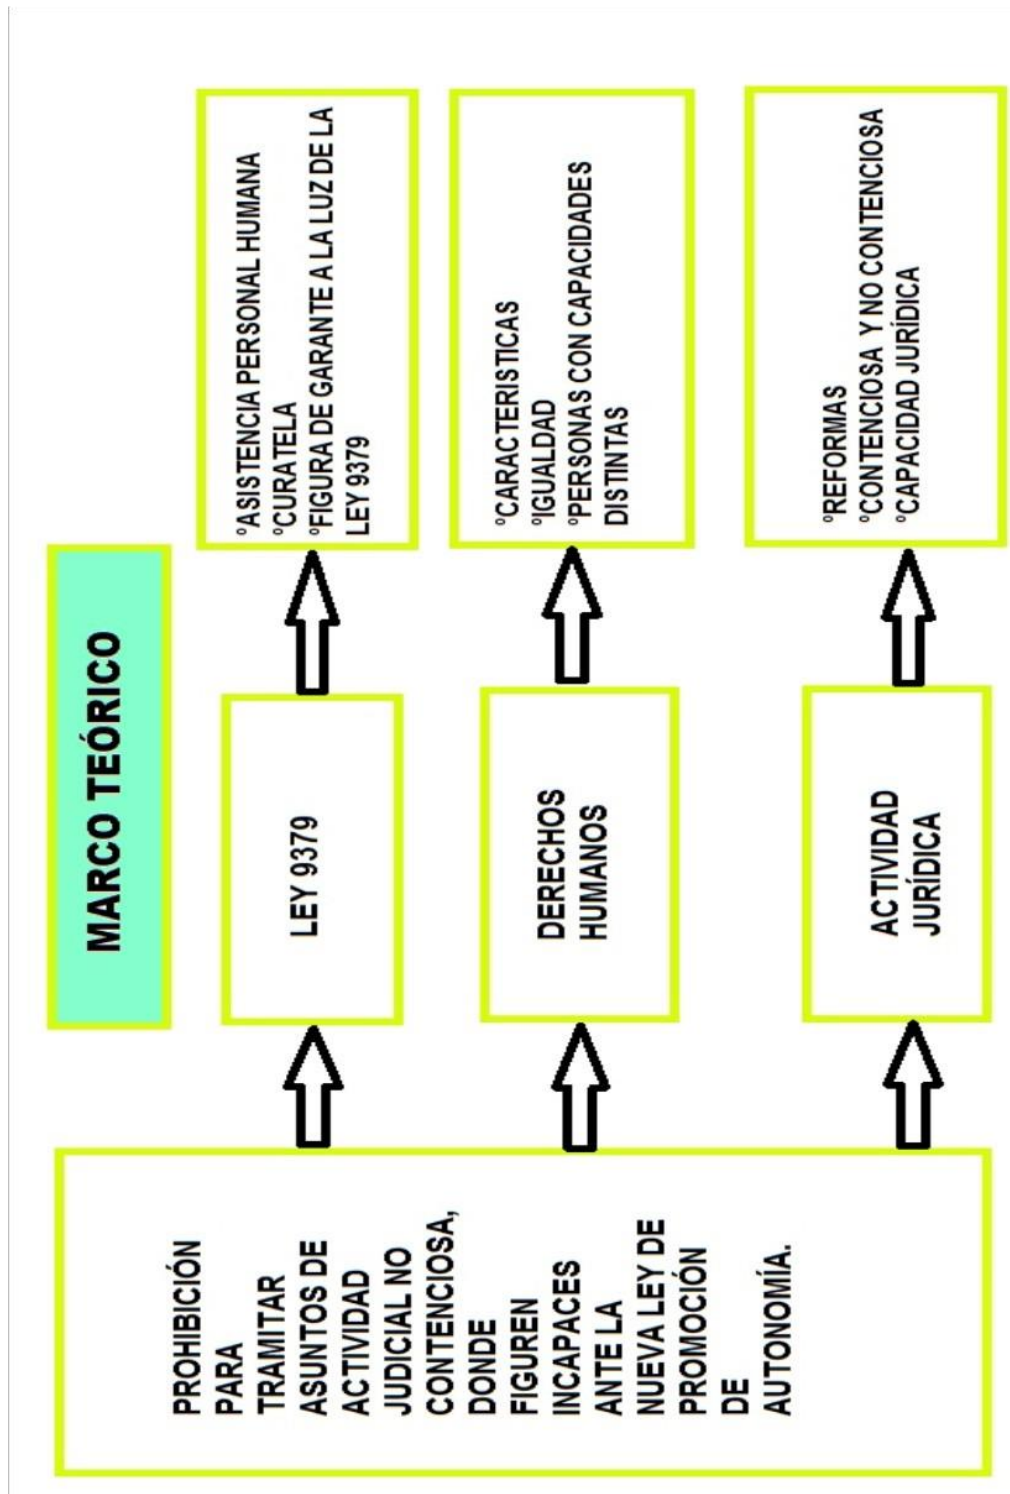 MARCO TEÓRICO
PROHIBICIÓN
PARA
TRAMITAR
ASUNTOS DE
ACTIVIDAD
JUDICIAL NO
CONTENCIOSA,
DONDE
FIGUREN
INCAPACES
ANTE LA
NUEVA LEY DE
PROMOCIÓN
DE
AUTONOMÍA.
LEY 9379
°ASISTENCIA PERSONAL HUMANA
°CURATELA
°FIGURA DE GARANTE A LA LUZ DE LA
LEY 9379
DERECHOS
HUMANOS
°CARACTERISTICAS
°IGUALDAD
°PERSONAS CON CAPACIDADES
DISTINTAS
ACTIVIDAD
JURÍDICA
°REFORMAS
°CONTENCIOSA Y NO CONTENCIOSA
°CAPACIDAD JURÍDICA